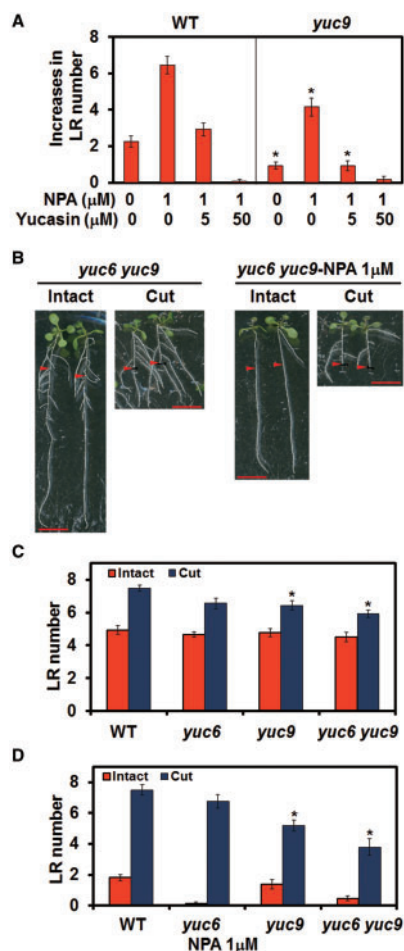 A
WT
yuc9
Increases in LR number
8
6
4
2
0
*
*
*
NPA (µM) 0 1 1 1 0 1 1 1
Yucasin (µM) 0 0 5 50 0 0 5 50
B
yuc6 yuc9
yuc6 yuc9-NPA 1µM
Intact Cut Intact Cut
C
Intact Cut
LR number
8
6
4
2
0
*
*
WT yuc6 yuc9 yuc6 yuc9
D
Intact Cut
LR number
8
6
4
2
0
*
*
WT yuc6 yuc9 yuc6 yuc9
NPA 1µM